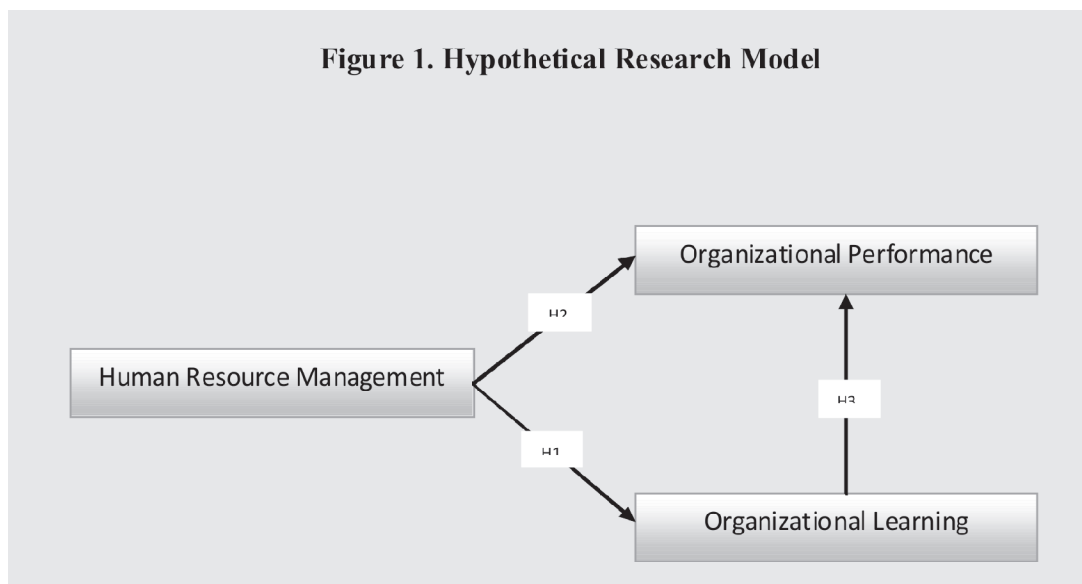 Figure 1. Hypothetical Research Model
Organizational Performance
H2
Human Resource Management
H3
H1
Organizational Learning